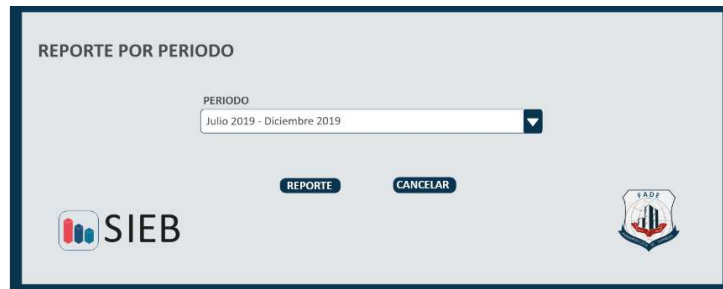 REPORTE POR PERIODO
PERIODO
Julio 2019 - Diciembre 2019
REPORTE CANCELAR
FADE
SIEB